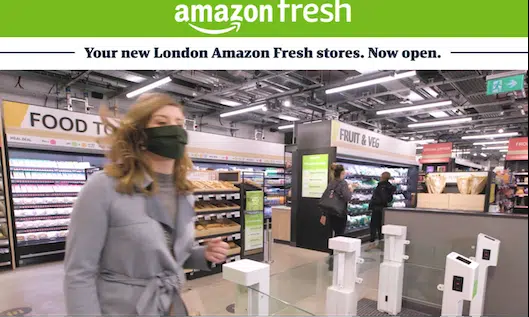 amazon fresh
Your new London Amazon Fresh stores. Now open.
FOOD TO
FRUIT & VEG